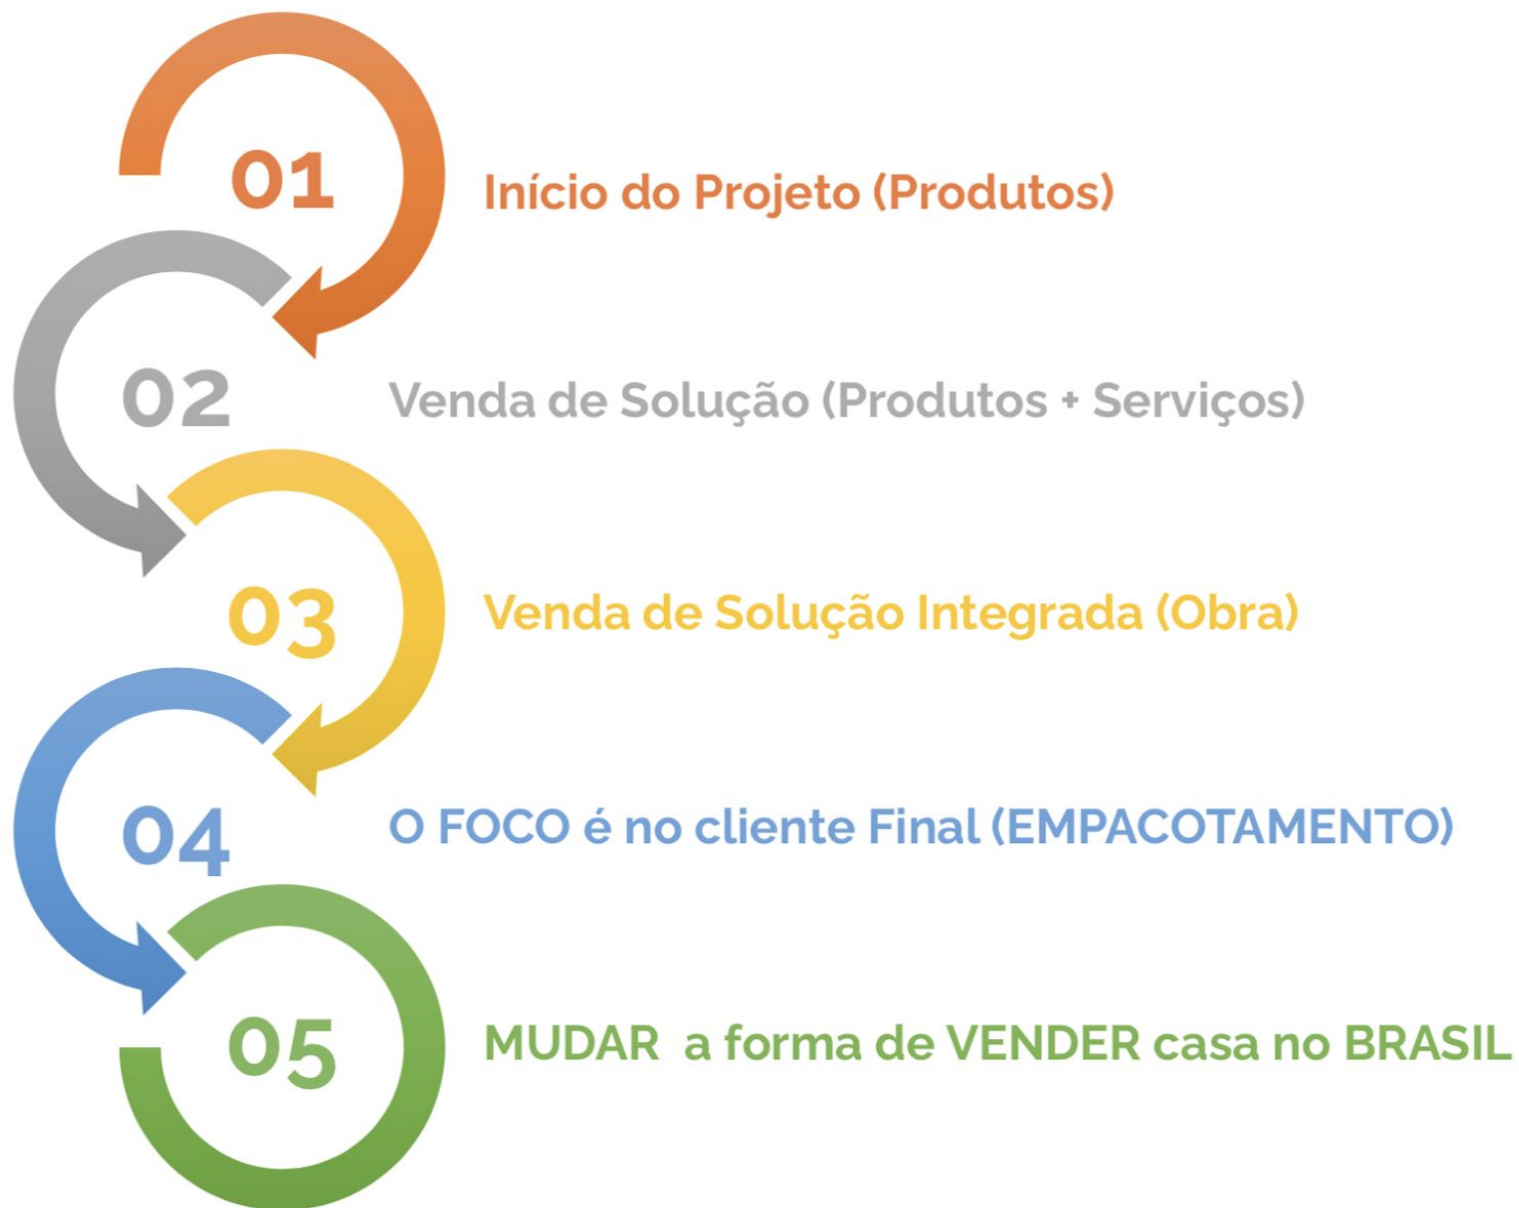 01
Início do Projeto (Produtos)
02
Venda de Solução (Produtos + Serviços)
03
Venda de Solução Integrada (Obra)
04
O FOCO é no cliente Final (EMPACOTAMENTO)
05
MUDAR  a forma de VENDER casa no BRASIL